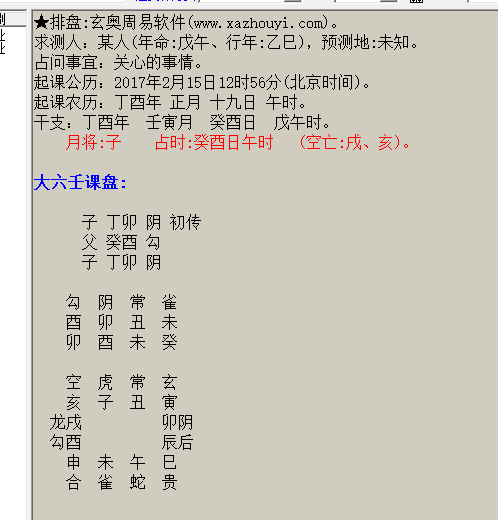 ★排盘:玄奥周易软件(www.xazhouyi.com)。
求测人：某人(年命:戊午、行年:乙巳)，预测地:未知。
占问事宜：关心的事情。
起课公历：2017年2月15日12时56分(北京时间)。
起课农历：丁酉年 正月 十九日 午时。
干支：丁酉年 壬寅月 癸酉日 戊午时。
月将:子 占时:癸酉日午时 (空亡:戌、亥)。
大六壬课盘:
子 丁卯 阴 初传
父 癸酉 勾
子 丁卯 阴
勾 阴 常 雀
酉 卯 丑 未
卯 酉 未 癸
空 虎 常 玄
亥 子 丑 寅
龙戌 卯阴
勾酉 辰后
申 未 午 巳
合 雀 蛇 贵